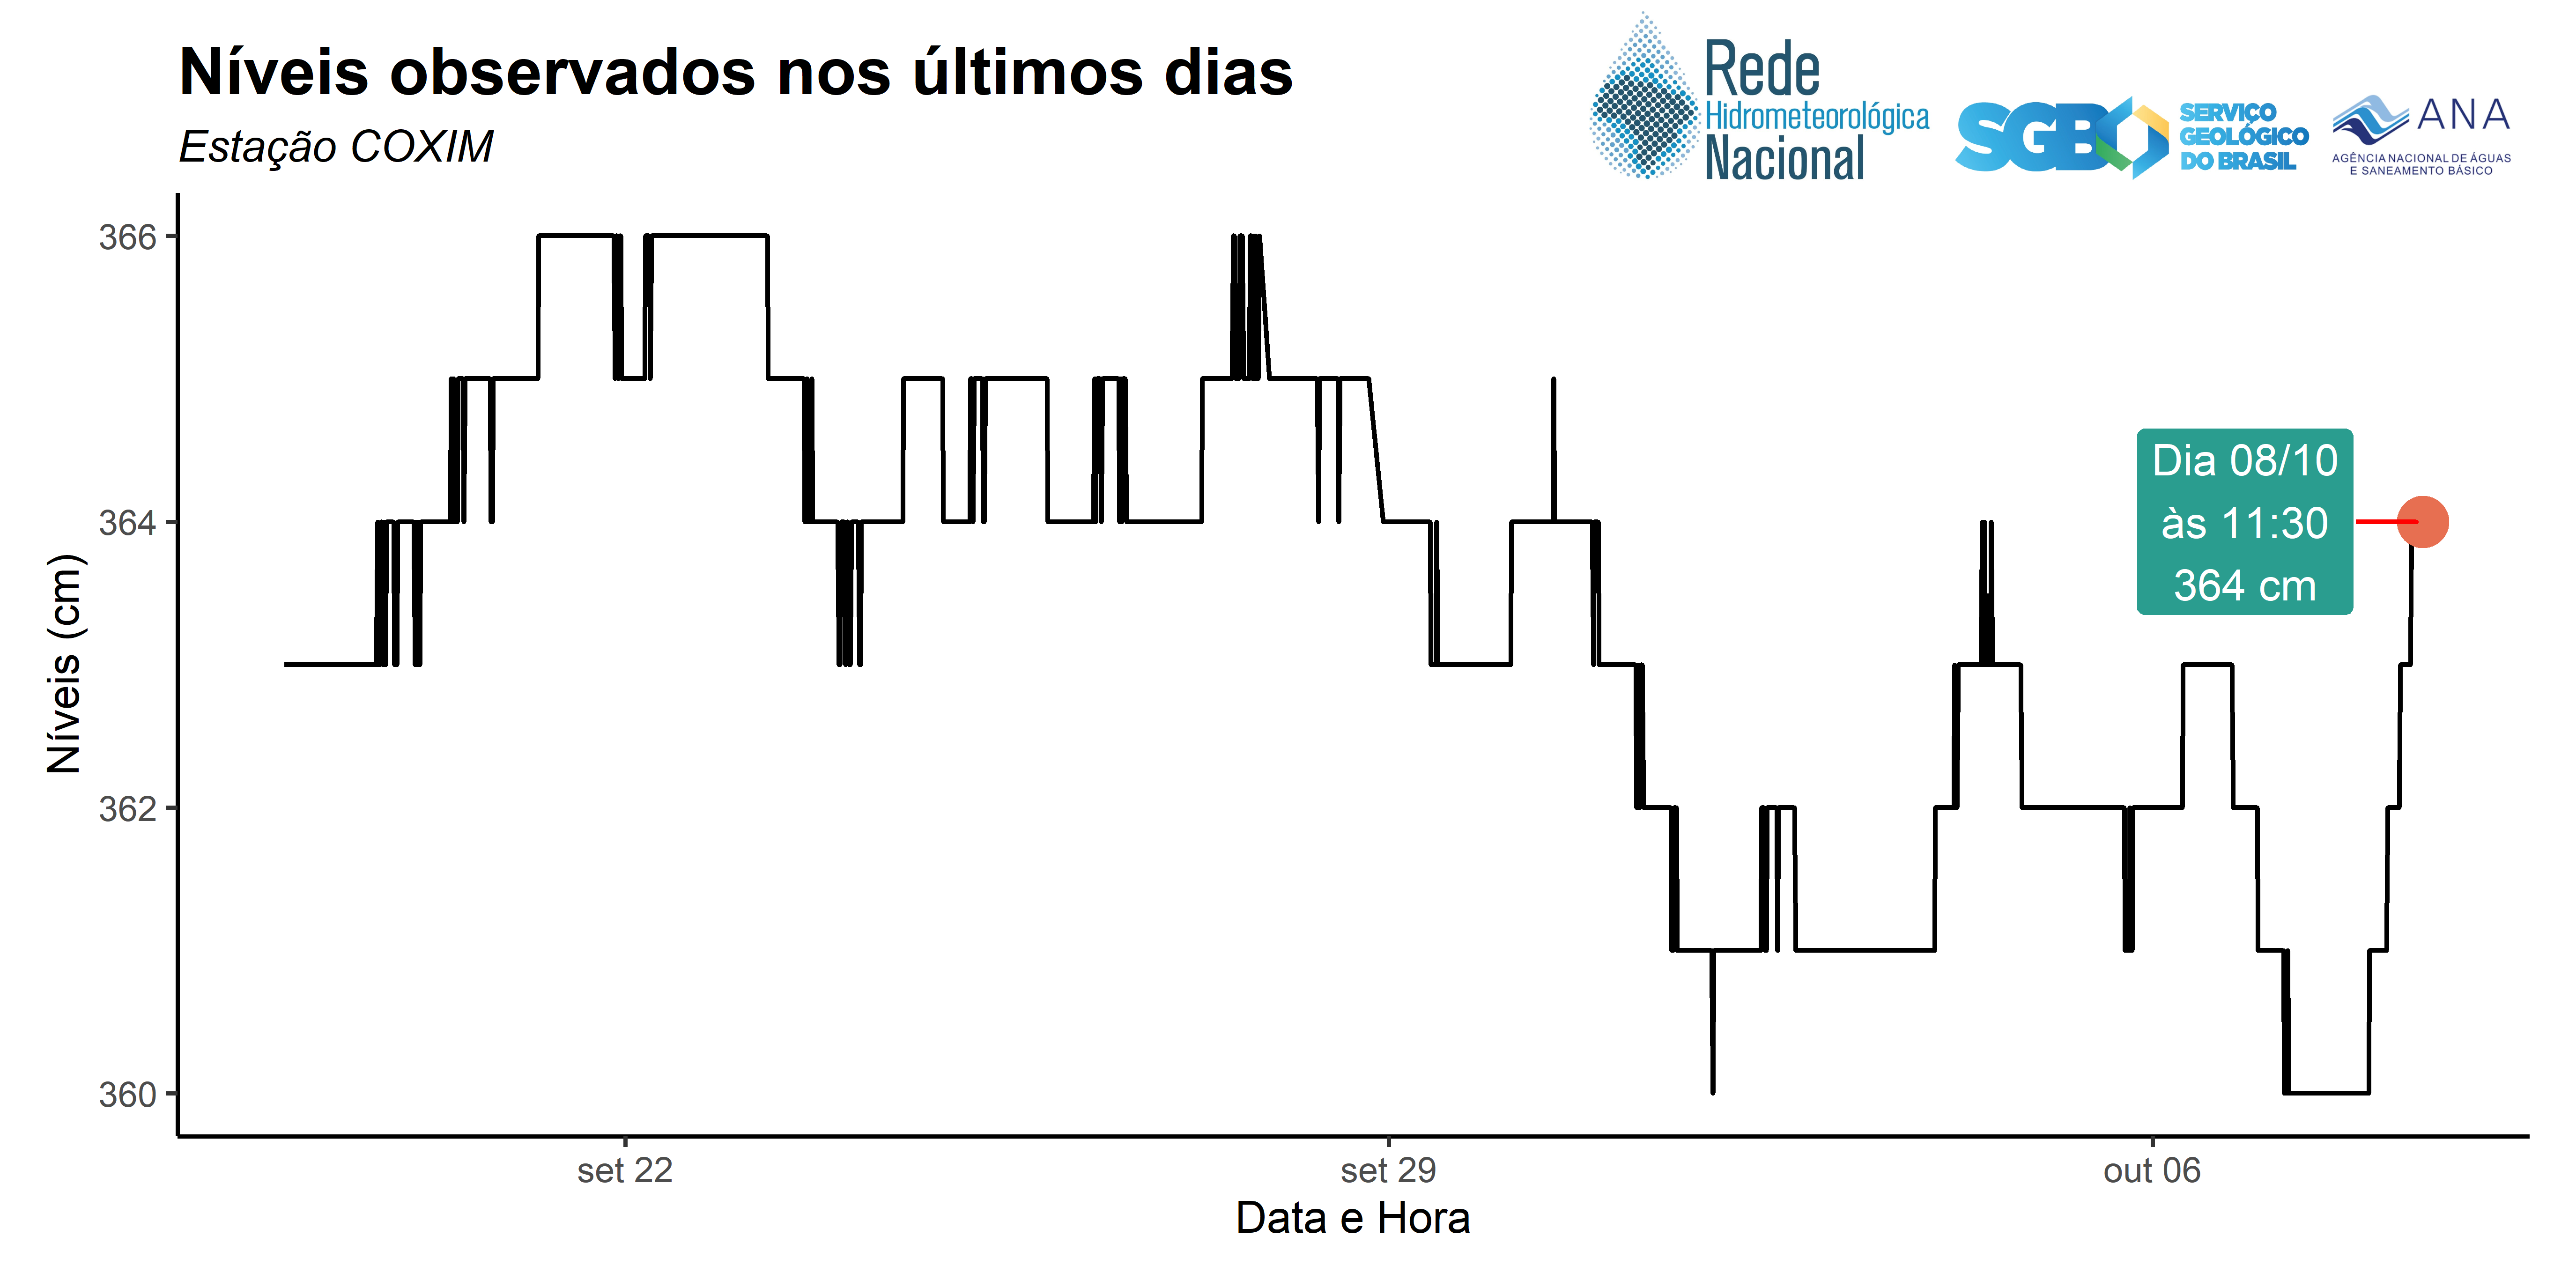 Níveis observados nos últimos dias
Estação COXIM
Rede
Hidrometeorológica
Nacional
SGB
SERVIÇO
GEOLÓGICO
DO BRASIL
ANA
AGÊNCIA NACIONAL DE ÁGUAS
E SANEAMENTO BÁSICO
Níveis (cm)
366
364
362
360
Dia 08/10
às 11:30
364 cm
set 22
set 29
out 06
Data e Hora